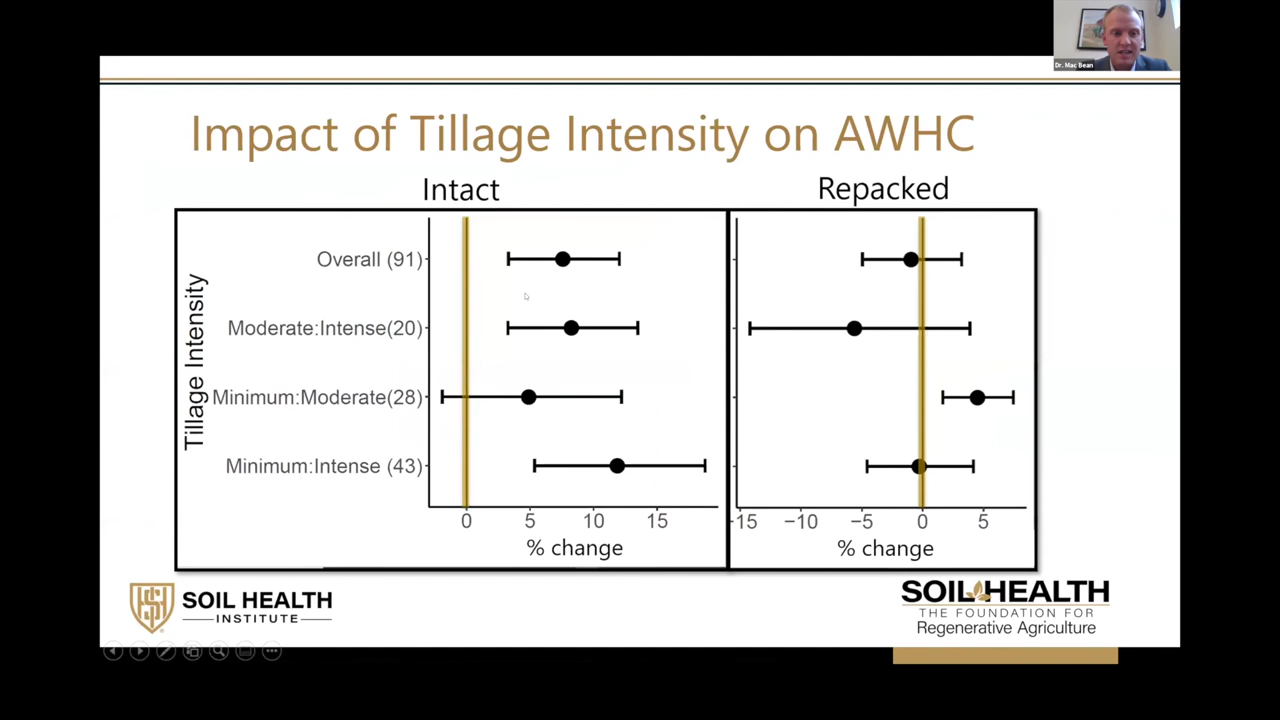 Dr. Mac Bean
Impact of Tillage Intensity on AWHC
Intact
Repacked
Tillage Intensity
Overall (91)
Moderate:Intense(20)
Minimum:Moderate(28)
Minimum:Intense (43)
0 5 10 15
% change
-15 −10 −5 0 5
% change
SOIL HEALTH
INSTITUTE
SOIL HEALTH
THE FOUNDATION FOR
Regenerative Agriculture